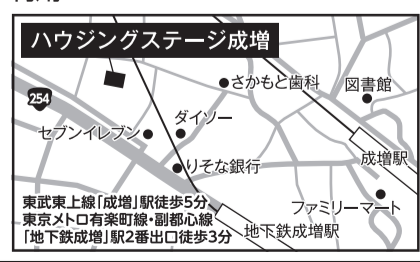 ハウジングステージ成増
さかもと歯科
図書館
254
ダイソー
セブンイレブン
りそな銀行
成増駅
ファミリーマート
東武東上線「成増」駅徒歩5分
東京メトロ有楽町線・副都心線
「地下鉄成増」駅2番出口徒歩3分
地下鉄成増駅